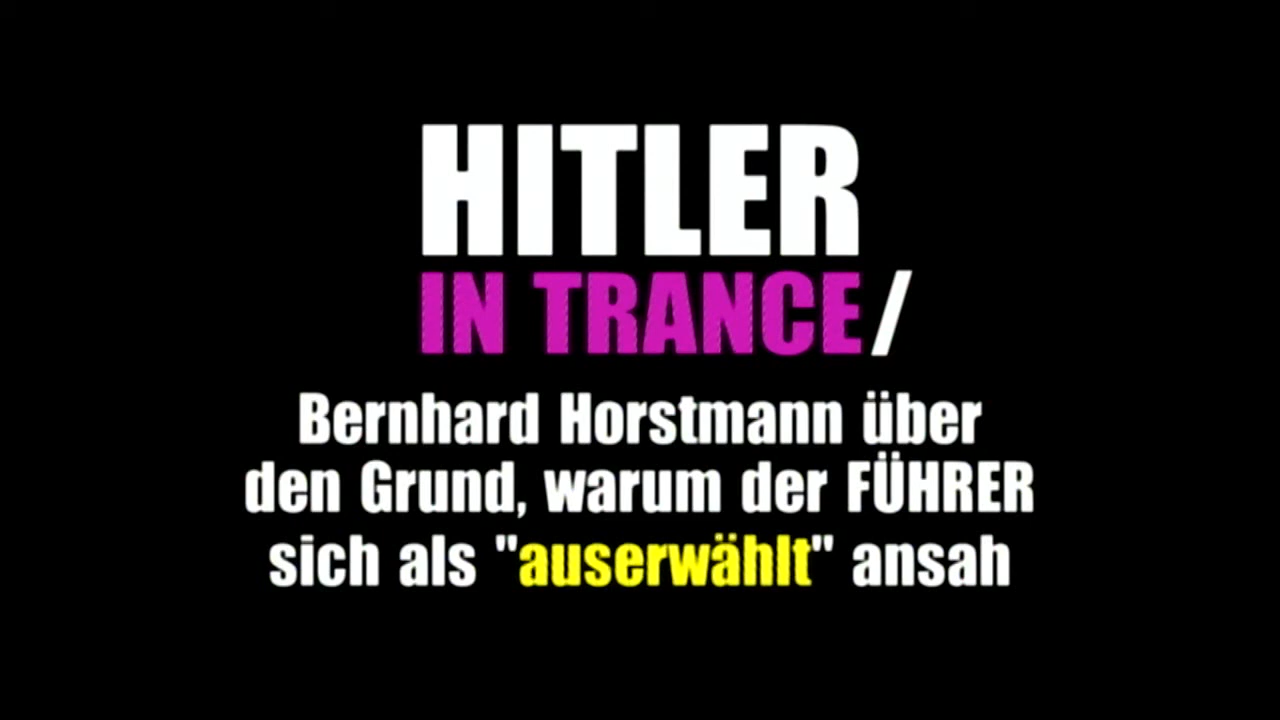 HITLER
IN TRANCE/
Bernhard Horstmann über
den Grund, warum der FÜHRER
sich als "auserwählt" ansah